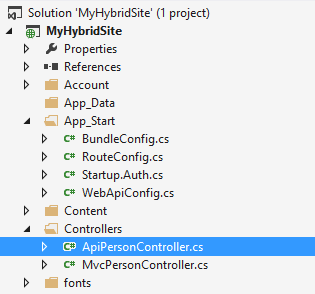 Solution 'MyHybridSite' (1 project)
MyHybridSite
Properties
References
Account
App_Data
App_Start
C# BundleConfig.cs
C# RouteConfig.cs
C# Startup.Auth.cs
C# WebApiConfig.cs
Content
Controllers
C# ApiPersonController.cs
C# MvcPersonController.cs
fonts